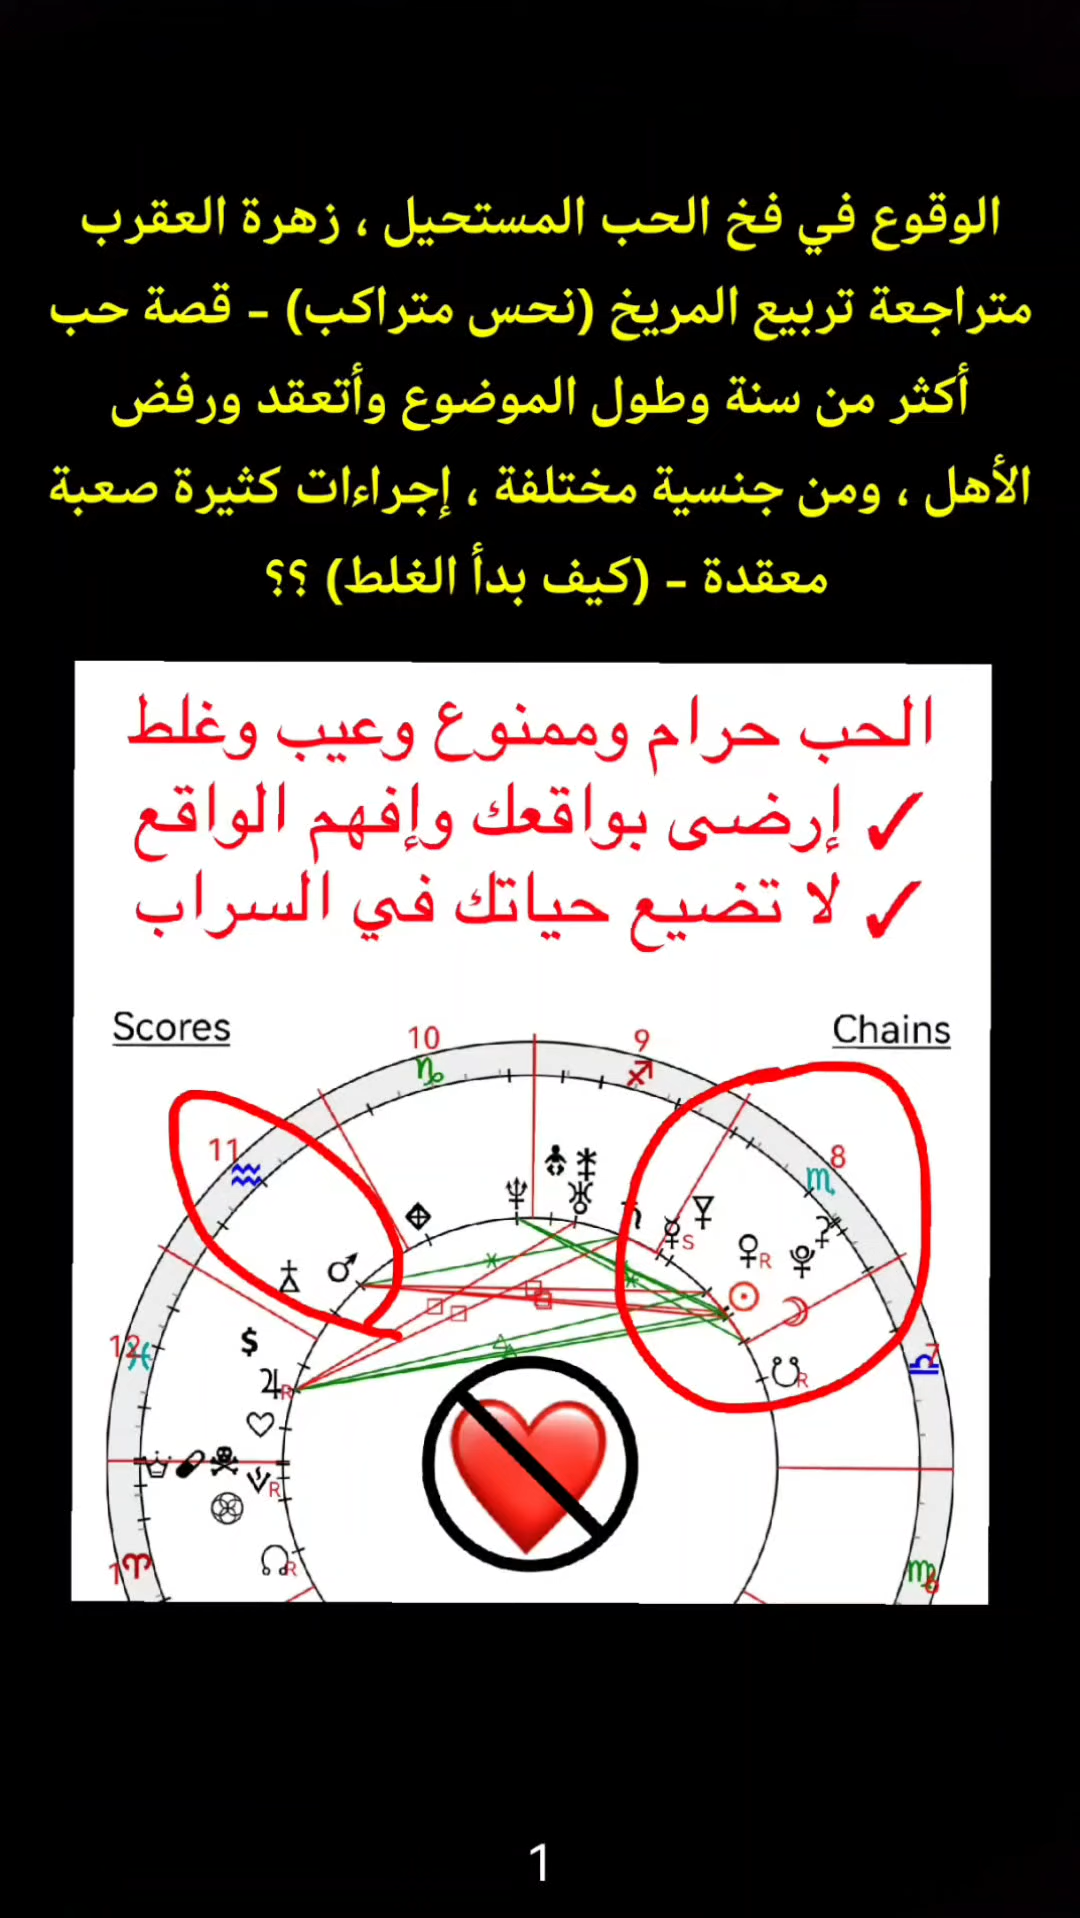 الوقوع في فخ الحب المستحيل ، زهرة العقرب
متراجعة تربيع المريخ (نحس متراكب) - قصة حب
أكثر من سنة وطول الموضوع وأتعقد ورفض
الأهل ، ومن جنسية مختلفة ، إجراءات كثيرة صعبة
معقدة - (كيف بدأ الغلط) ؟؟
الحب حرام وممنوع وعيب وغلط
✓ إرضى بواقعك وإفهم الواقع
✓ لا تضيع حياتك في السراب
Scores
Chains
10
9
11
8
12
7
1
6
S
R
R
R
R
R
1